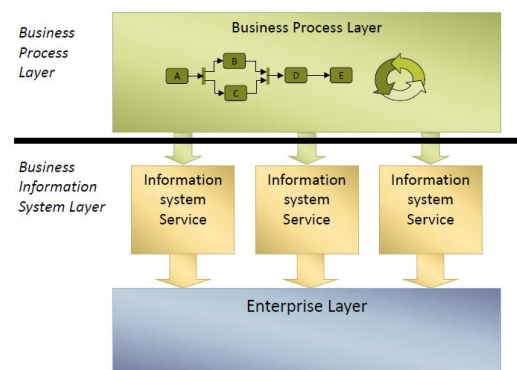 Business
Process
Layer
Business Process Layer
A
B
C
D
E
Business
Information
System Layer
Information
system
Service
Information
system
Service
Information
system
Service
Enterprise Layer